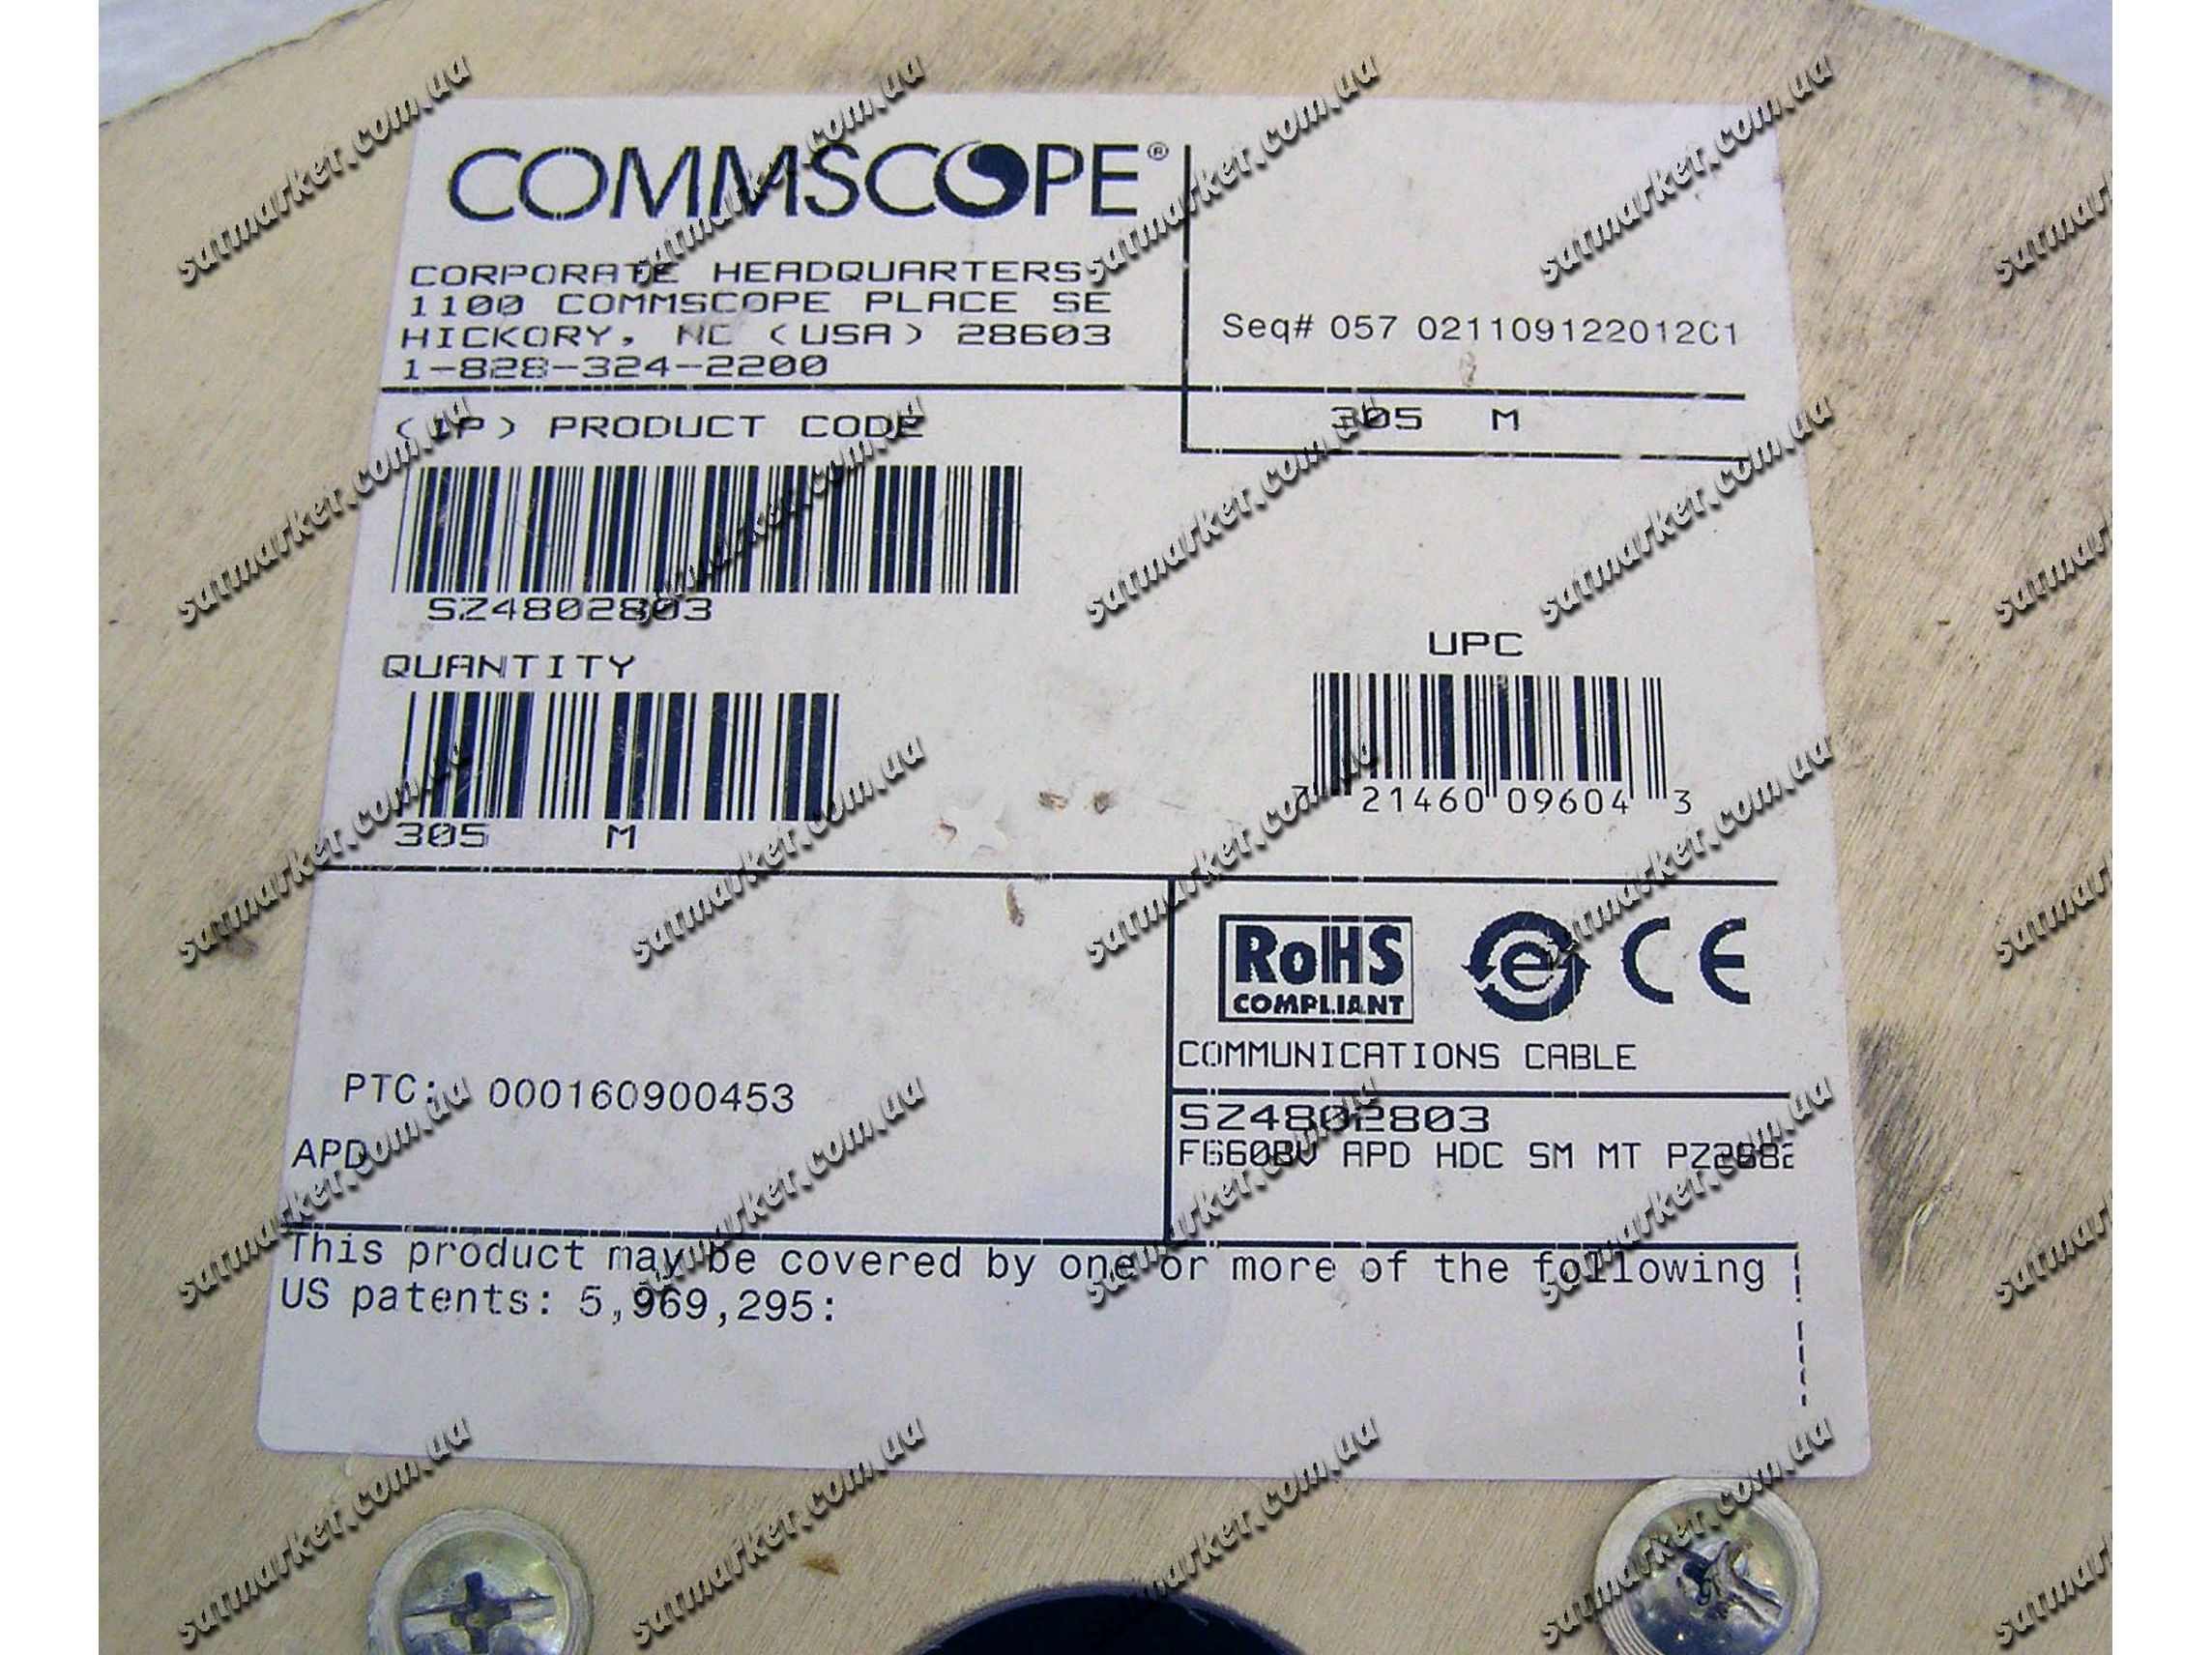 COMMSCOPE®
CORPORATE HEADQUARTERS
1100 COMMSCOPE PLACE SE
HICKORY, NC (USA) 28603
1-828-324-2200
Seq# 057 021109122012C1
305 M
(1P) PRODUCT CODE
SZ4802803
QUANTITY
305 M
UPC
7 21460 09604 3
RoHS
COMPLIANT
e
CE
COMMUNICATIONS CABLE
PTC: 000160900453
APD
SZ4802803
F660BV APD HDC SM MT
This product may be covered by one or more of the following
US patents: 5,969,295:
satmarket.com.ua